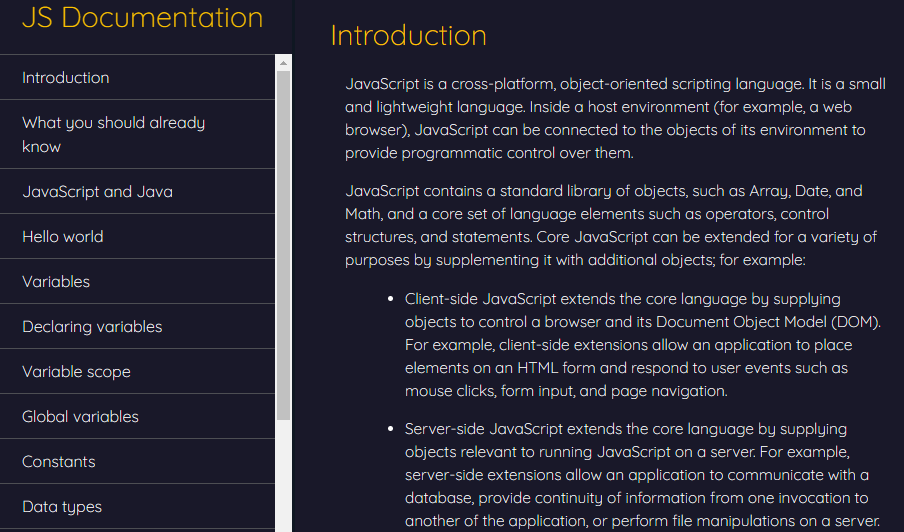 JS Documentation
Introduction
What you should already
know
JavaScript and Java
Hello world
Variables
Declaring variables
Variable scope
Global variables
Constants
Data types
Introduction
JavaScript is a cross-platform, object-oriented scripting language. It is a small
and lightweight language. Inside a host environment (for example, a web
browser), JavaScript can be connected to the objects of its environment to
provide programmatic control over them.
JavaScript contains a standard library of objects, such as Array, Date, and
Math, and a core set of language elements such as operators, control
structures, and statements. Core JavaScript can be extended for a variety of
purposes by supplementing it with additional objects; for example:
• Client-side JavaScript extends the core language by supplying
objects to control a browser and its Document Object Model (DOM).
For example, client-side extensions allow an application to place
elements on an HTML form and respond to user events such as
mouse clicks, form input, and page navigation.
• Server-side JavaScript extends the core language by supplying
objects relevant to running JavaScript on a server. For example,
server-side extensions allow an application to communicate with a
database, provide continuity of information from one invocation to
another of the application, or perform file manipulations on a server.